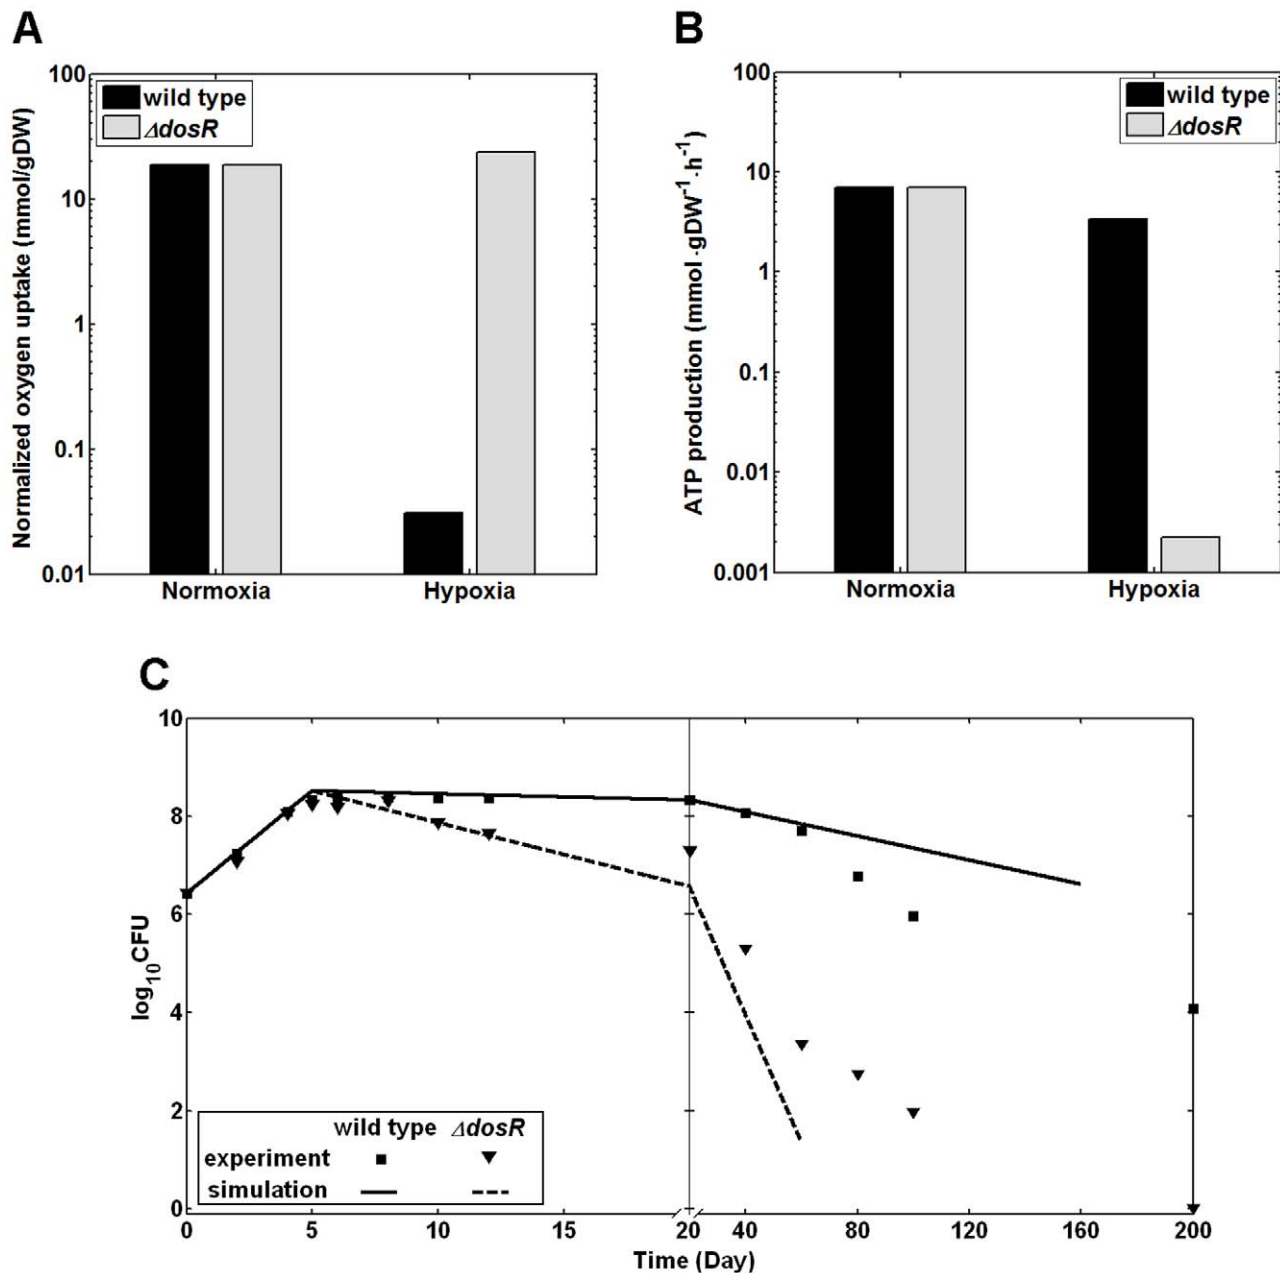 A
Normalized oxygen uptake (mmol/gDW)
100
10
1
0.1
0.01
wild type
ΔdosR
Normoxia
Hypoxia
B
ATP production (mmol·gDW⁻¹·h⁻¹)
100
10
1
0.1
0.01
0.001
wild type
ΔdosR
Normoxia
Hypoxia
C
log₁₀CFU
10
8
6
4
2
0
wild type ΔdosR
experiment
simulation
0 5 10 15 20 40 60 80 100 120 160 200
Time (Day)